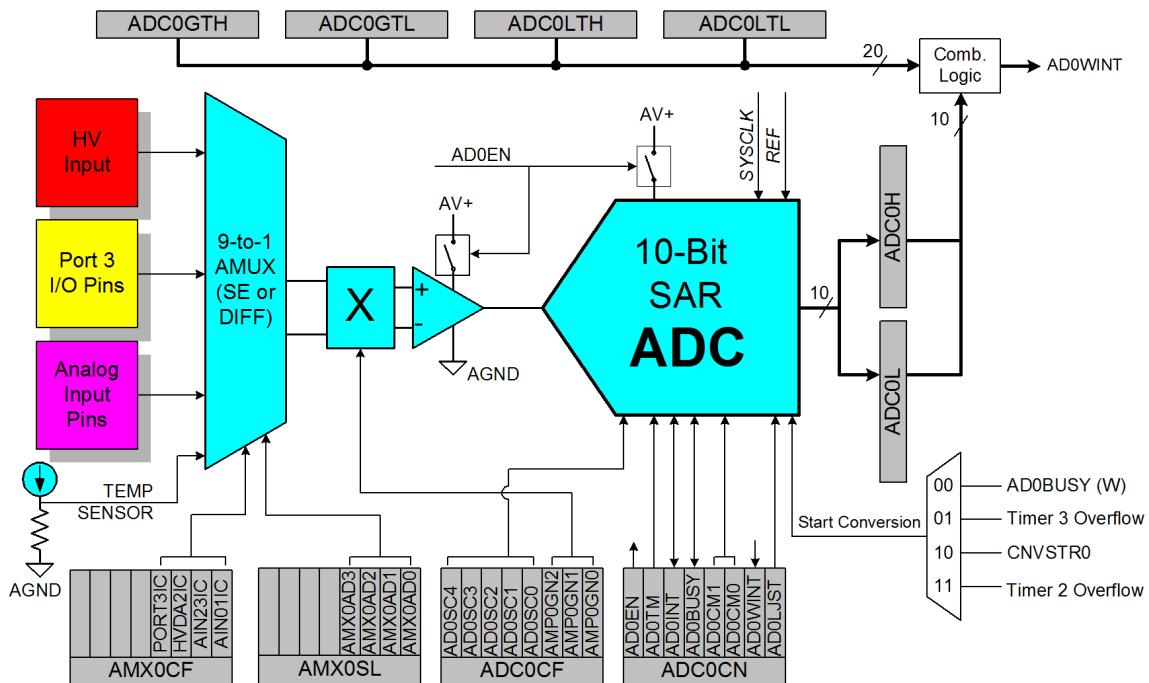 ADC0GTH
ADC0GTL
ADC0LTH
ADC0LTL
20
Comb.
Logic
AD0WINT
10
HV
Input
Port 3
I/O Pins
Analog
Input
Pins
TEMP
SENSOR
AGND
9-to-1
AMUX
(SE or
DIFF)
X
+
-
AV+
AGND
AD0EN
AV+
SYSCLK
REF
10-Bit
SAR
ADC
10
ADC0H
ADC0L
Start Conversion
00
AD0BUSY (W)
01
Timer 3 Overflow
10
CNVSTR0
11
Timer 2 Overflow
PORT3IC
HVDA2IC
AIN23IC
AIN01IC
AMX0CF
AMX0AD3
AMX0AD2
AMX0AD1
AMX0AD0
AMX0SL
AD0SC4
AD0SC3
AD0SC2
AD0SC1
AD0SC0
AMP0GN2
AMP0GN1
AMP0GN0
ADC0CF
AD0EN
AD0TM
AD0INT
AD0BUSY
AD0CM1
AD0CM0
AD0WINT
AD0LJST
ADC0CN